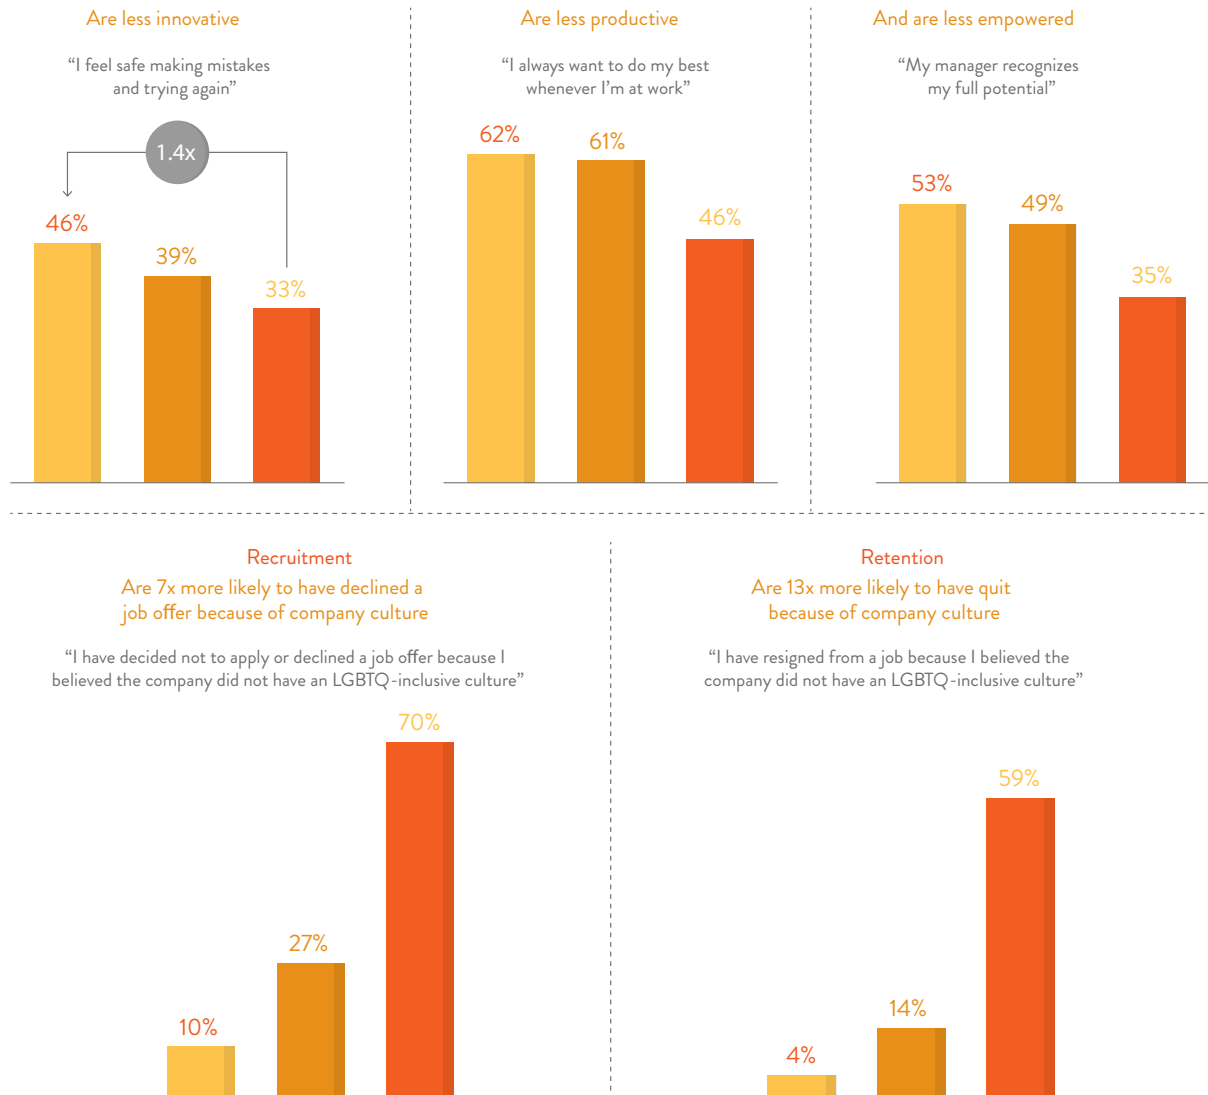 Are less innovative
“I feel safe making mistakes
and trying again”
1.4x
46%
39%
33%
Are less productive
“I always want to do my best
whenever I’m at work”
62%
61%
46%
And are less empowered
“My manager recognizes
my full potential”
53%
49%
35%
Recruitment
Are 7x more likely to have declined a
job offer because of company culture
“I have decided not to apply or declined a job offer because I
believed the company did not have an LGBTQ-inclusive culture”
70%
27%
10%
Retention
Are 13x more likely to have quit
because of company culture
“I have resigned from a job because I believed the
company did not have an LGBTQ-inclusive culture”
59%
14%
4%